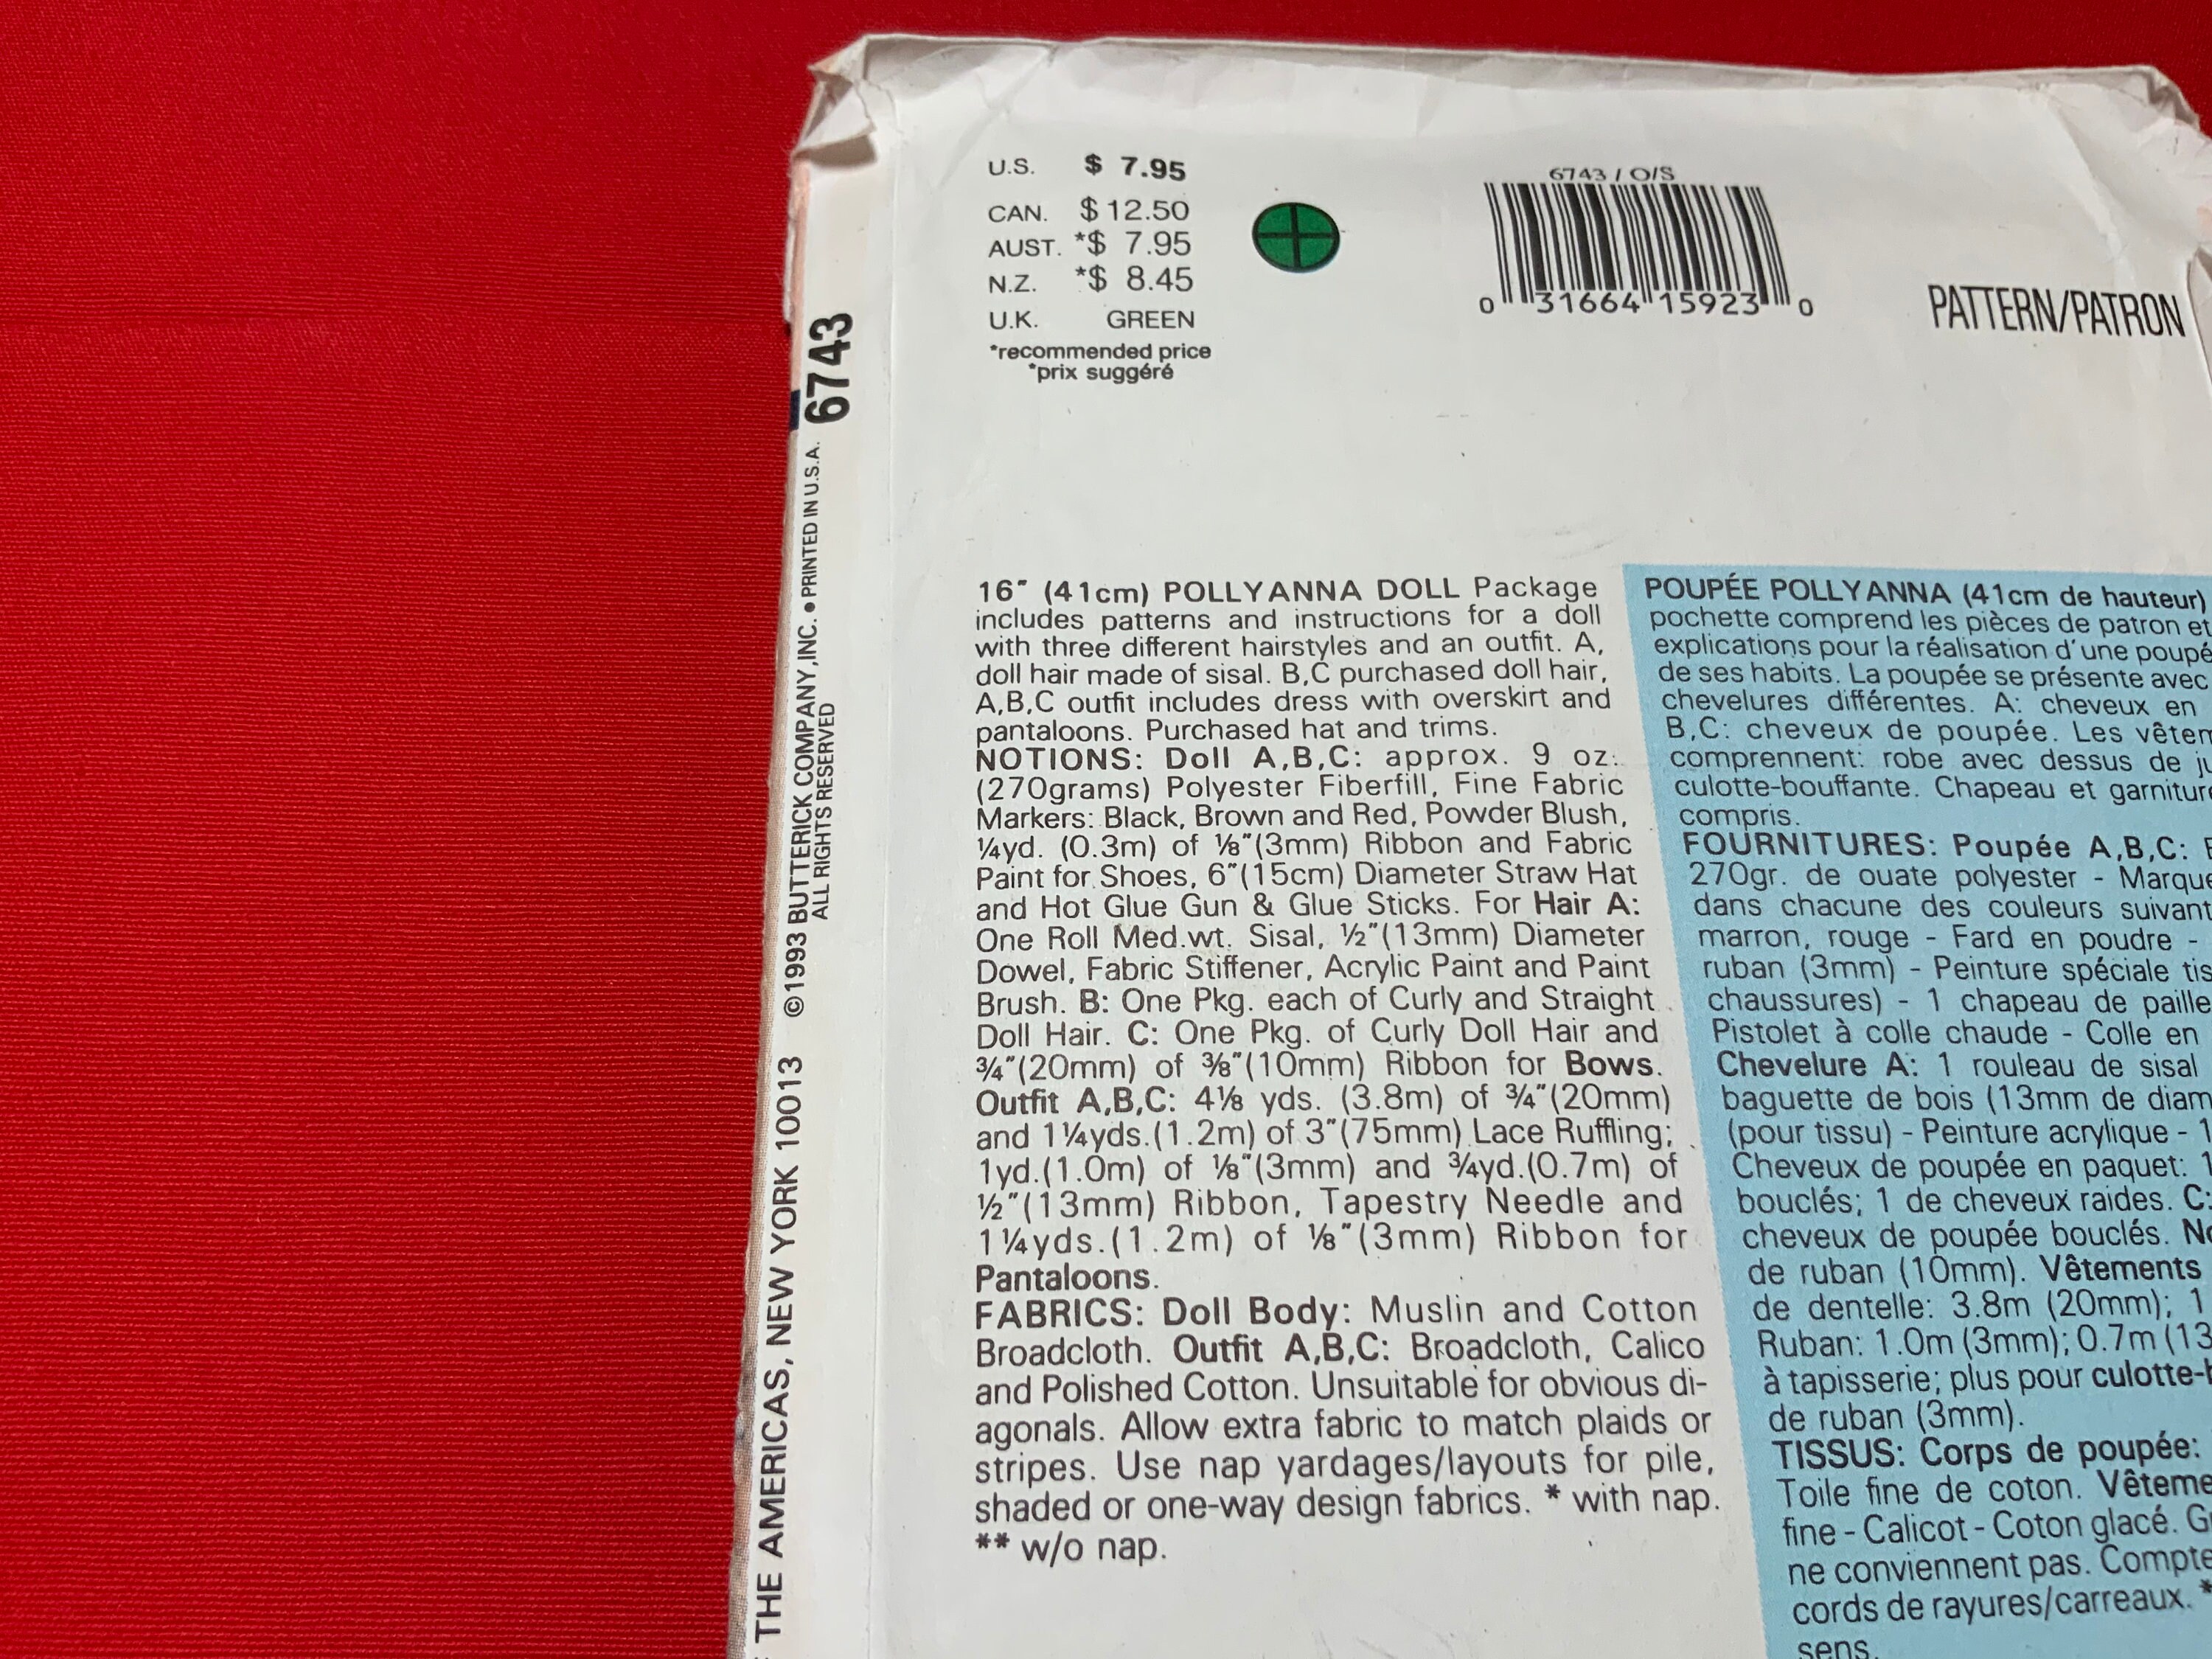 U.S. $ 7.95
CAN. $ 12.50
AUST. *$ 7.95
N.Z. *$ 8.45
U.K. GREEN
*recommended price
*prix suggéré
6743 / O/S
0 31664 15923 0
PATTERN/PATRON
6743
©1993 BUTTERICK COMPANY, INC. ● PRINTED IN U.S.A.
ALL RIGHTS RESERVED
THE AMERICAS, NEW YORK 10013
16" (41cm) POLLYANNA DOLL Package
includes patterns and instructions for a doll
with three different hairstyles and an outfit. A,
doll hair made of sisal. B,C purchased doll hair,
A,B,C outfit includes dress with overskirt and
pantaloons. Purchased hat and trims.
NOTIONS: Doll A,B,C: approx. 9 oz.
(270grams) Polyester Fiberfill, Fine Fabric
Markers: Black, Brown and Red, Powder Blush,
¼yd. (0.3m) of ⅛"(3mm) Ribbon and Fabric
Paint for Shoes, 6"(15cm) Diameter Straw Hat
and Hot Glue Gun & Glue Sticks. For Hair A:
One Roll Med.wt. Sisal, ½"(13mm) Diameter
Dowel, Fabric Stiffener, Acrylic Paint and Paint
Brush. B: One Pkg. each of Curly and Straight
Doll Hair. C: One Pkg. of Curly Doll Hair and
¾"(20mm) of ⅜"(10mm) Ribbon for Bows.
Outfit A,B,C: 4⅛ yds. (3.8m) of ¾"(20mm)
and 1¼yds.(1.2m) of 3"(75mm) Lace Ruffling;
1yd.(1.0m) of ⅛"(3mm) and ¾yd.(0.7m) of
½"(13mm) Ribbon, Tapestry Needle and
1¼yds.(1.2m) of ⅛"(3mm) Ribbon for
Pantaloons.
FABRICS: Doll Body: Muslin and Cotton
Broadcloth. Outfit A,B,C: Broadcloth, Calico
and Polished Cotton. Unsuitable for obvious di-
agonals. Allow extra fabric to match plaids or
stripes. Use nap yardages/layouts for pile,
shaded or one-way design fabrics. * with nap.
** w/o nap.
POUPÉE POLLYANNA (41cm de hauteur)
pochette comprend les pièces de patron et
explications pour la réalisation d'une poupé
de ses habits. La poupée se présente avec
chevelures différentes. A: cheveux en
B,C: cheveux de poupée. Les vêtem
comprennent: robe avec dessus de ju
culotte-bouffante. Chapeau et garniture
compris.
FOURNITURES: Poupée A,B,C:
270gr. de ouate polyester - Marque
dans chacune des couleurs suivant
marron, rouge - Fard en poudre -
ruban (3mm) - Peinture spéciale tis
chaussures) - 1 chapeau de paille
Pistolet à colle chaude - Colle en
Chevelure A: 1 rouleau de sisal
baguette de bois (13mm de diam
(pour tissu) - Peinture acrylique - 1
Cheveux de poupée en paquet: 1
bouclés; 1 de cheveux raides. C:
cheveux de poupée bouclés. No
de ruban (10mm). Vêtements
de dentelle: 3.8m (20mm); 1
Ruban: 1.0m (3mm); 0.7m (13
à tapisserie; plus pour culotte-b
de ruban (3mm).
TISSUS: Corps de poupée:
Toile fine de coton. Vêteme
fine - Calicot - Coton glacé. G
ne conviennent pas. Compte
cords de rayures/carreaux. *
sens.